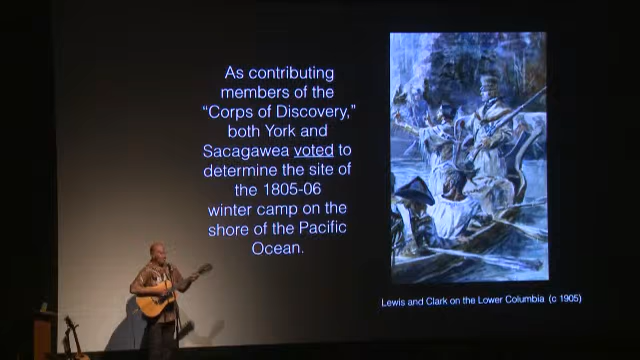 As contributing
members of the
“Corps of Discovery,”
both York and
Sacagawea voted to
determine the site of
the 1805-06
winter camp on the
shore of the Pacific
Ocean.
Lewis and Clark on the Lower Columbia (c 1905)